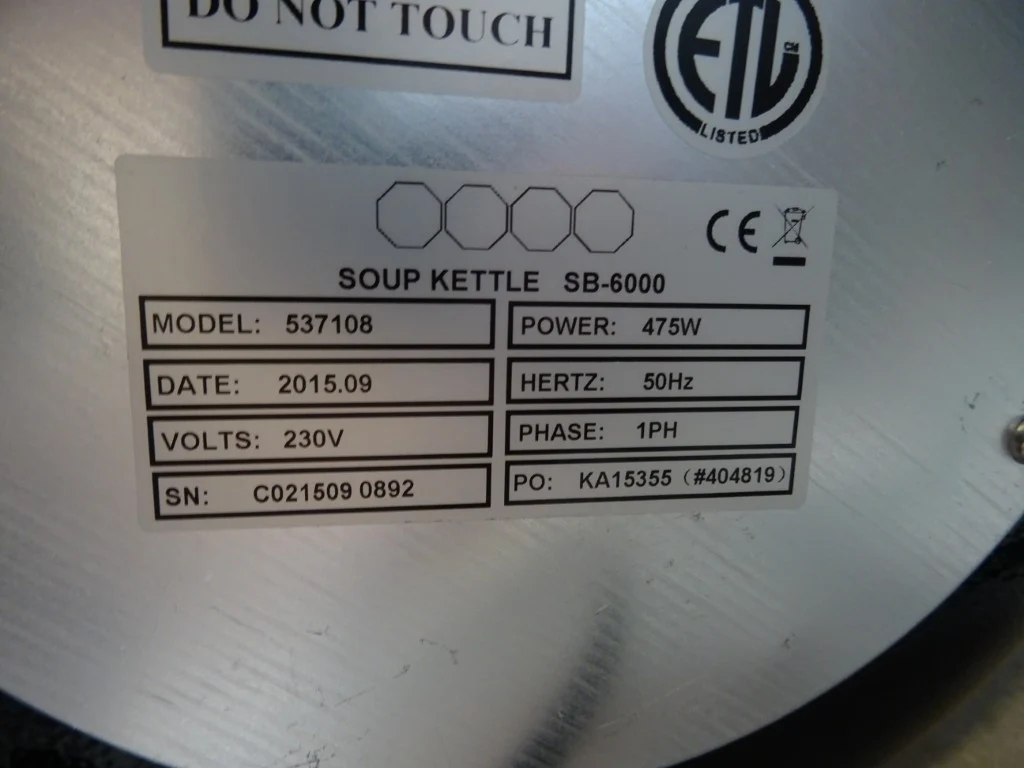 DO NOT TOUCH
ETL CM
LISTED
CE
SOUP KETTLE SB-6000
MODEL: 537108
POWER: 475W
DATE: 2015.09
HERTZ: 50Hz
VOLTS: 230V
PHASE: 1PH
SN: C021509 0892
PO: KA15355 (#404819)